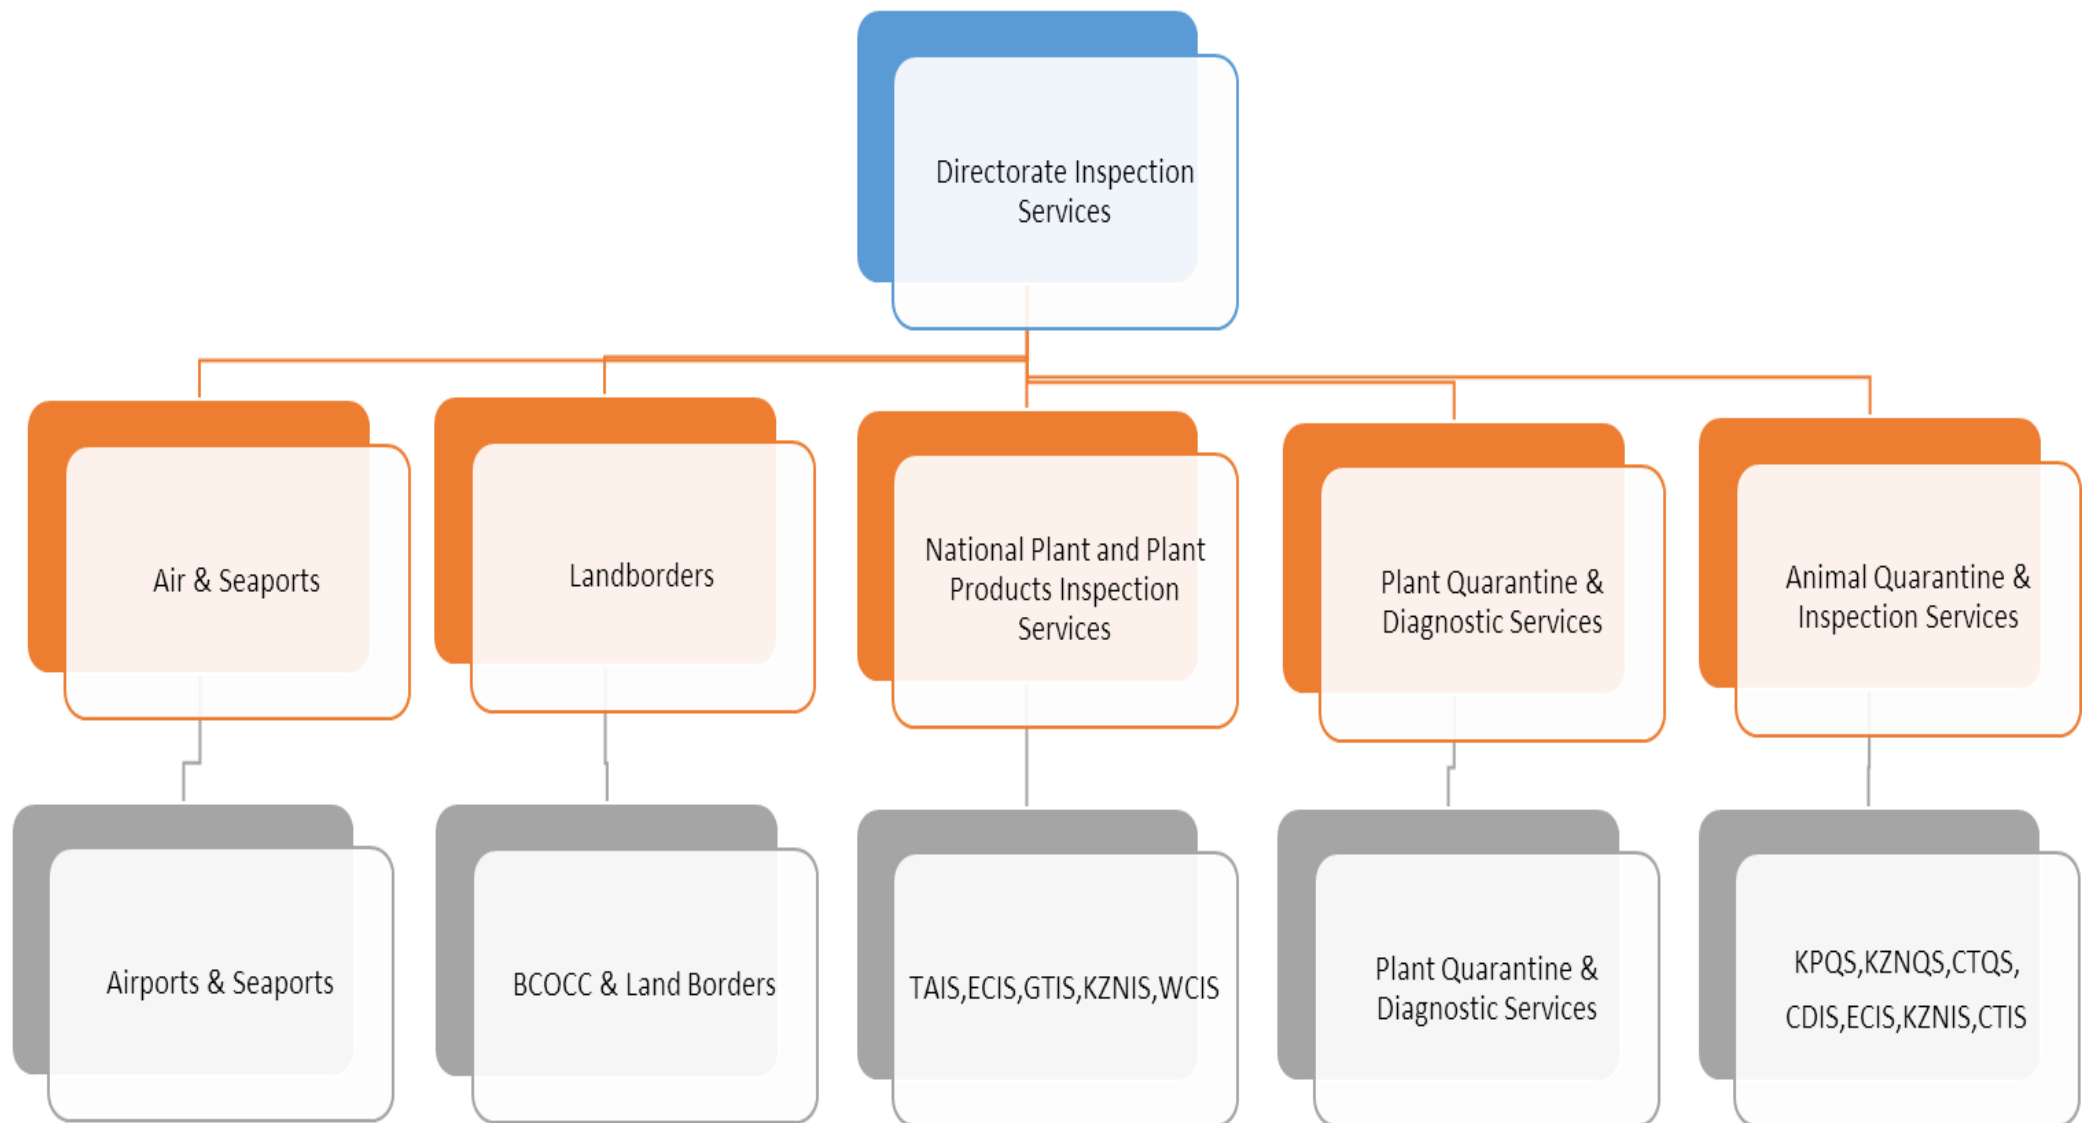 Directorate Inspection
Services
Air & Seaports
Landborders
National Plant and Plant
Products Inspection
Services
Plant Quarantine &
Diagnostic Services
Animal Quarantine &
Inspection Services
Airports & Seaports
BCOCC & Land Borders
TAIS,ECIS,GTIS,KZNIS,WCIS
Plant Quarantine &
Diagnostic Services
KPQS,KZNQS,CTQS,
CDIS,ECIS,KZNIS,CTIS